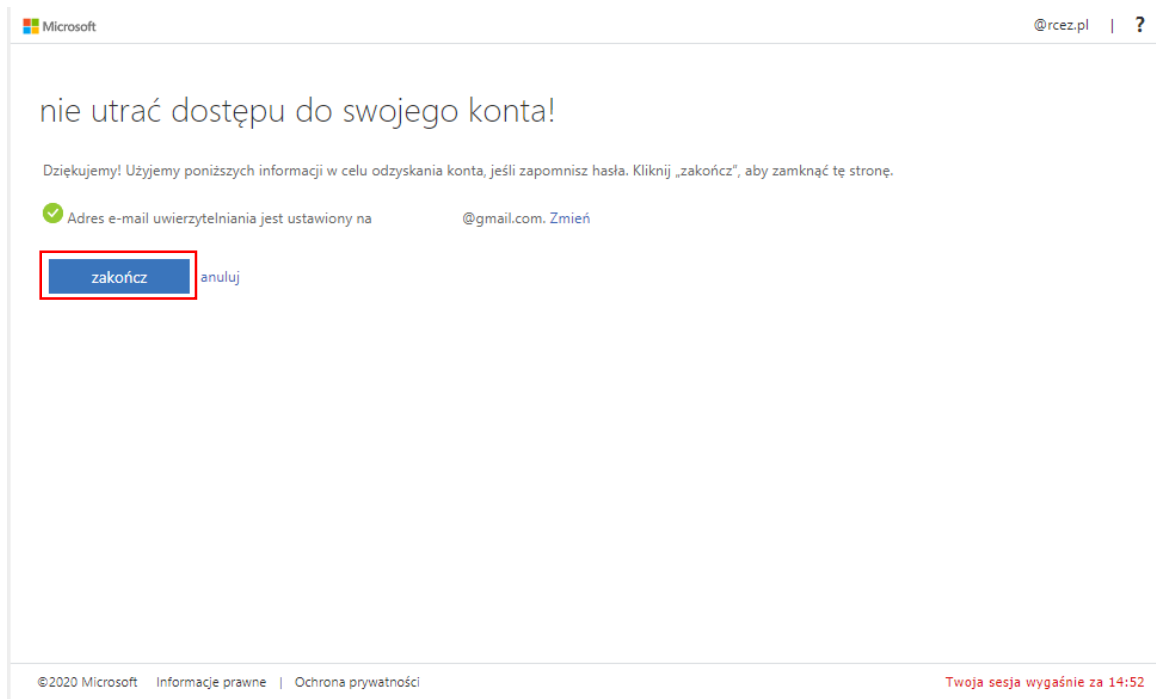 Microsoft @rcez.pl | ?
nie utrać dostępu do swojego konta!
Dziękujemy! Użyjemy poniższych informacji w celu odzyskania konta, jeśli zapomnisz hasła. Kliknij „zakończ”, aby zamknąć tę stronę.
Adres e-mail uwierzytelniania jest ustawiony na @gmail.com. Zmień
zakończ anuluj
©2020 Microsoft Informacje prawne | Ochrona prywatności Twoja sesja wygaśnie za 14:52